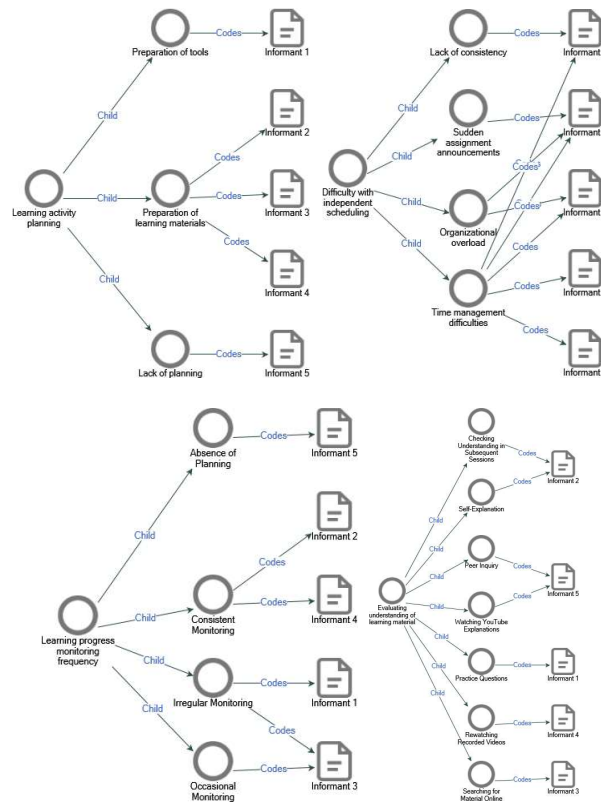 Preparation of tools
Codes
Informant 1
Child
Informant 2
Codes
Learning activity
planning
Child
Preparation of
learning materials
Codes
Informant 3
Codes
Informant 4
Child
Lack of planning
Codes
Informant 5
Lack of consistency
Codes
Informant
Child
Sudden
assignment
announcements
Codes
Informant
Child
Difficulty with
independent
scheduling
Codes
Child
Organizational
overload
Codes
Informant
Child
Codes
Time management
difficulties
Codes
Informant
Codes
Informant
Absence of
Planning
Codes
Informant 5
Child
Informant 2
Codes
Learning progress
monitoring
frequency
Child
Consistent
Monitoring
Codes
Informant 4
Child
Irregular Monitoring
Codes
Informant 1
Codes
Child
Occasional
Monitoring
Codes
Informant 3
Checking
Understanding in
Subsequent
Sessions
Codes
Informant 2
Child
Self-Explanation
Codes
Child
Peer Inquiry
Codes
Informant 5
Child
Evaluating
understanding of
learning material
Child
Watching YouTube
Explanations
Codes
Child
Practice Questions
Codes
Informant 1
Child
Rewatching
Recorded Videos
Codes
Informant 4
Child
Searching for
Material Online
Codes
Informant 3